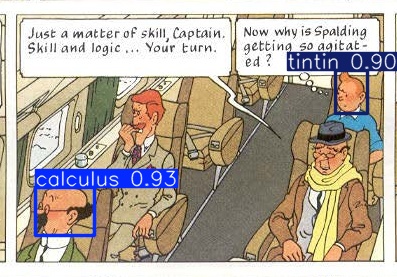 Just a matter of skill, Captain.
Skill and logic ... Your turn.
Now why is Spalding
getting so agitat-
ed ?
tintin 0.90
calculus 0.93